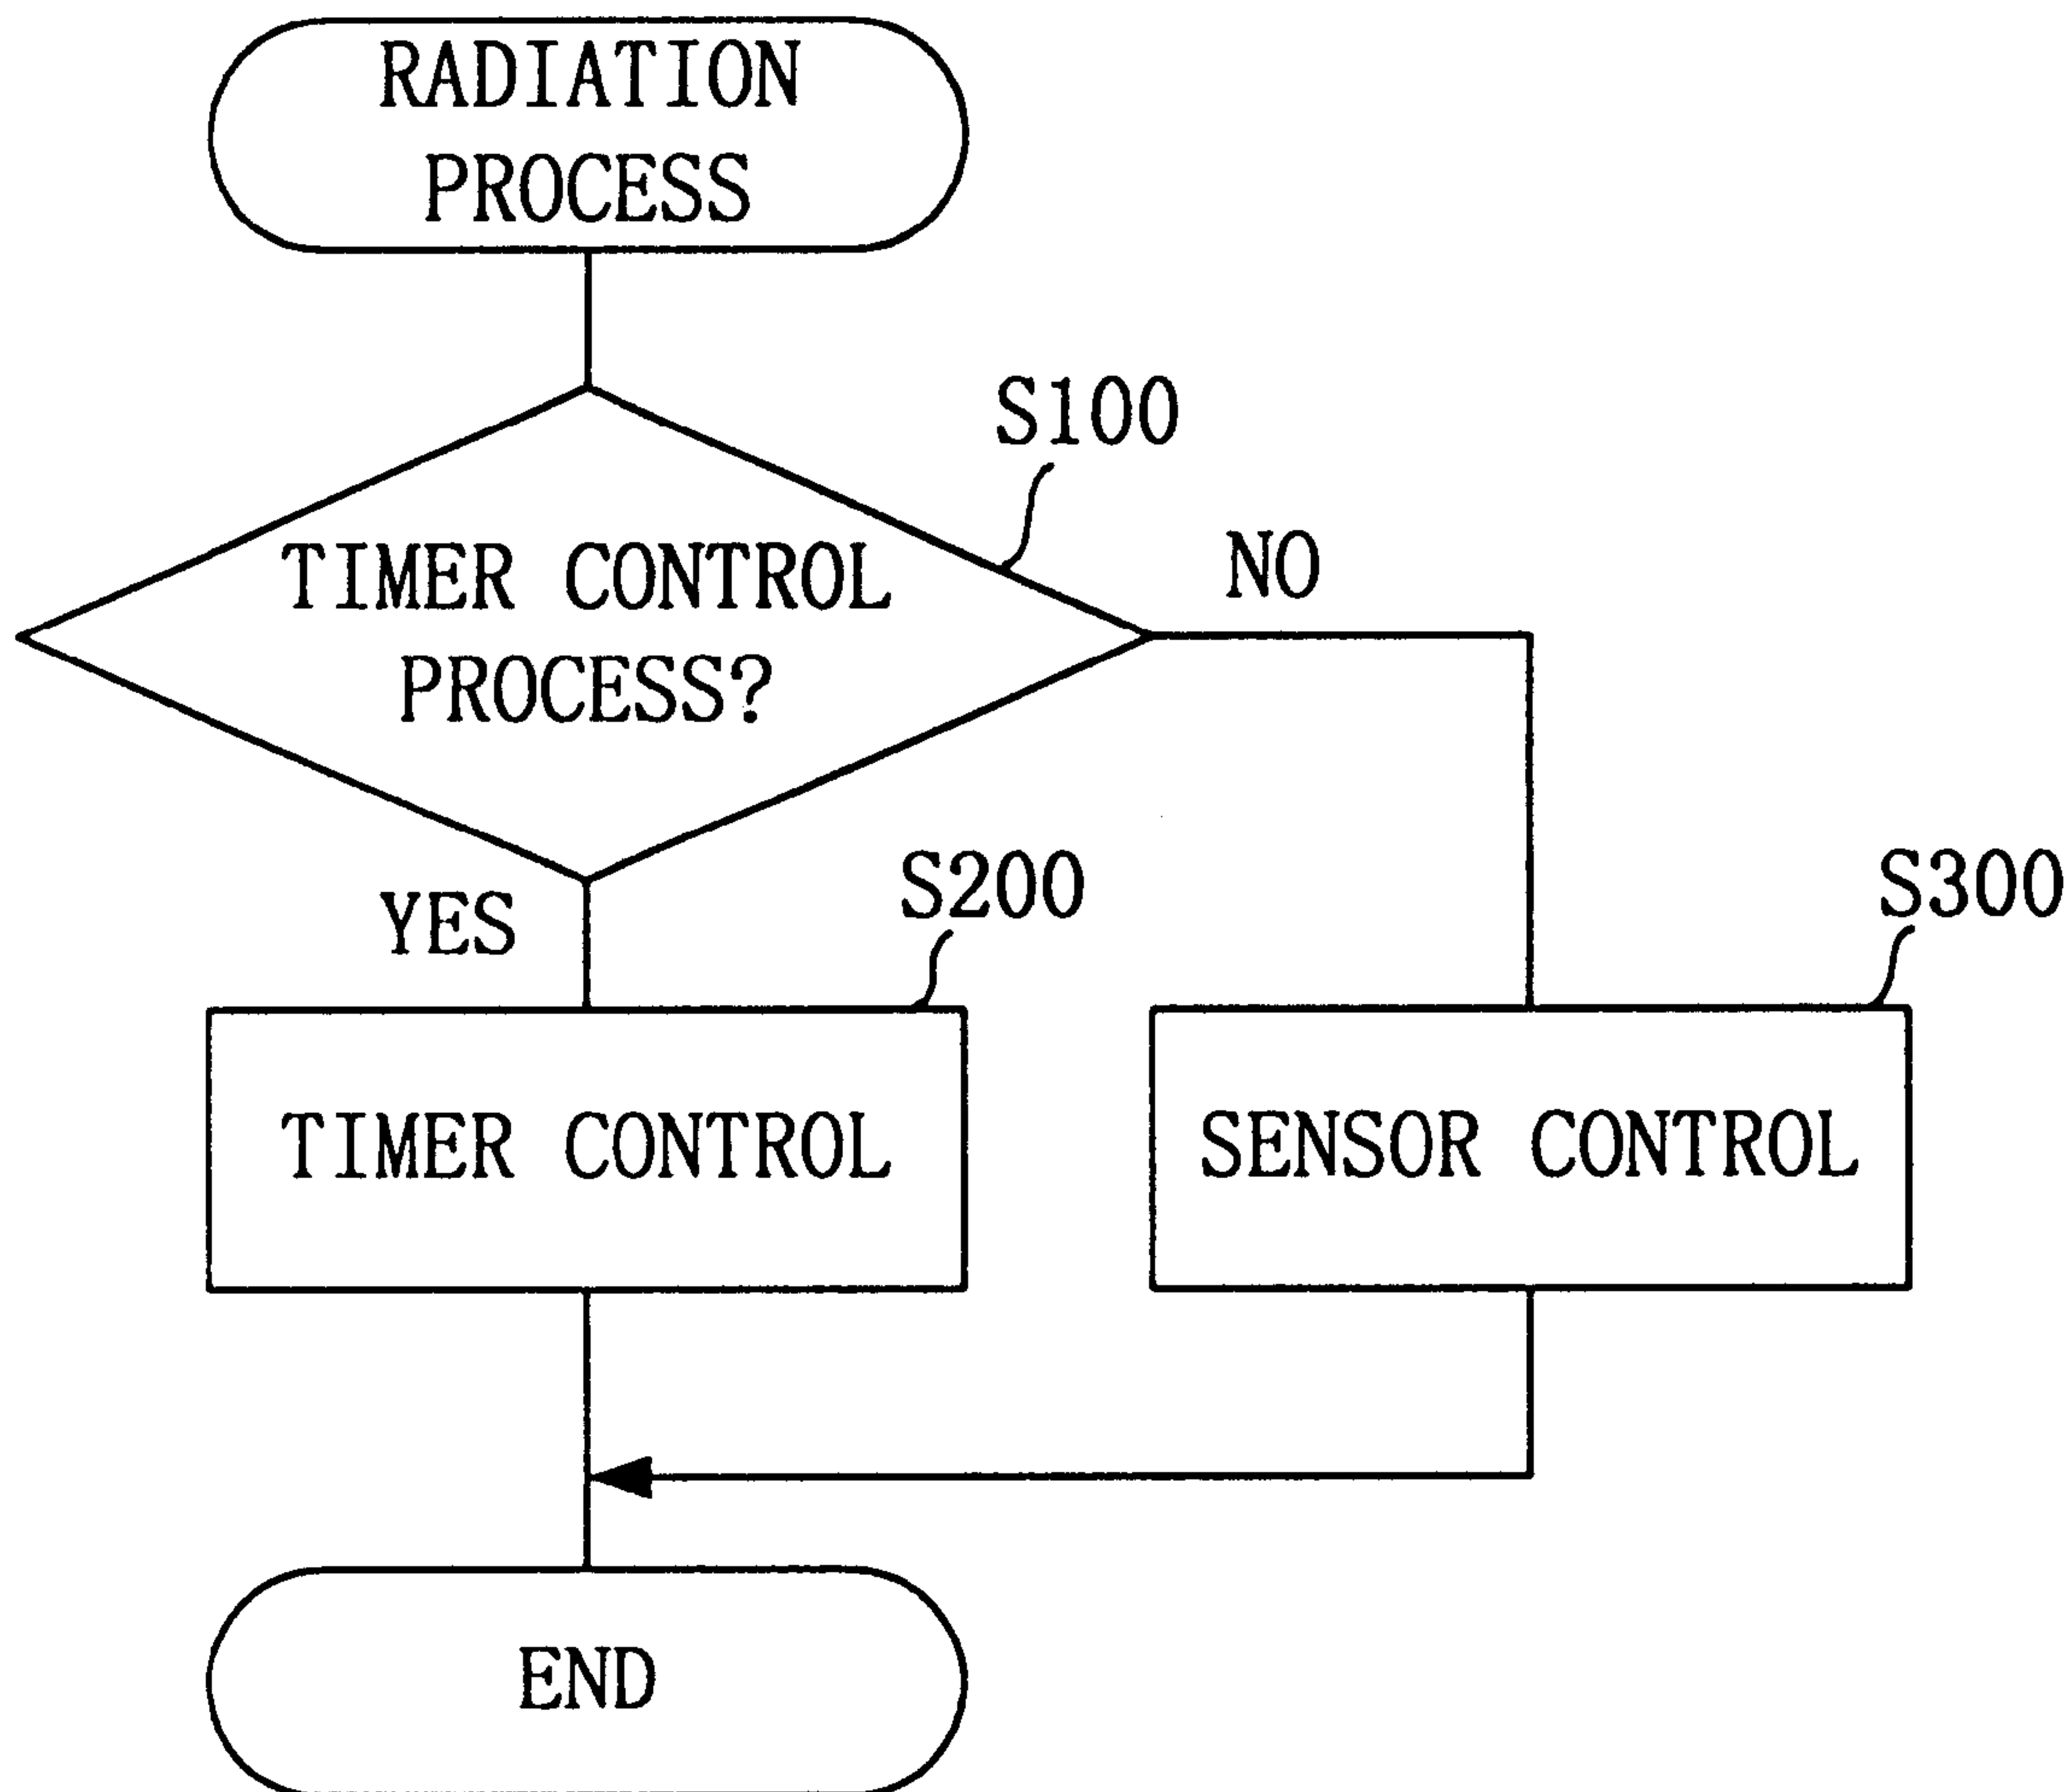 RADIATION
PROCESS
S100
TIMER CONTROL
PROCESS?
NO
YES
S200
S300
TIMER CONTROL
SENSOR CONTROL
END